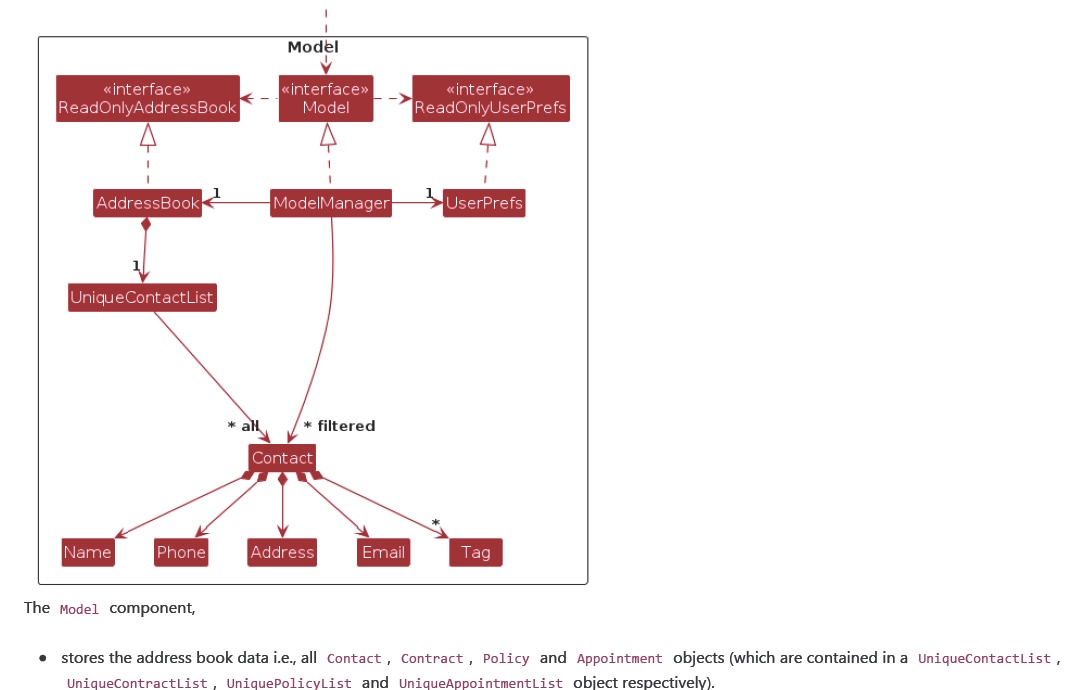 Model
«interface»
ReadOnlyAddressBook
«interface»
Model
«interface»
ReadOnlyUserPrefs
AddressBook
1
ModelManager
1
UserPrefs
1
UniqueContactList
* all
* filtered
Contact
*
Name
Phone
Address
Email
Tag
The Model component,
• stores the address book data i.e., all Contact , Contract , Policy and Appointment objects (which are contained in a UniqueContactList ,
UniqueContractList , UniquePolicyList and UniqueAppointmentList object respectively).